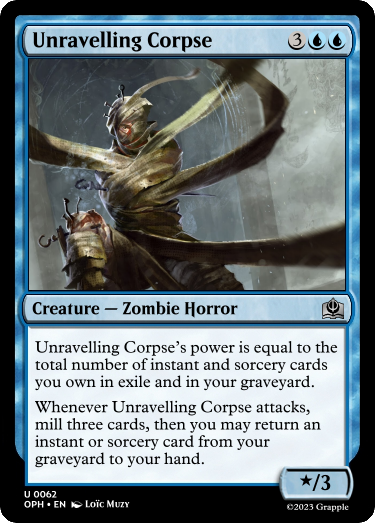 Unravelling Corpse 3
Creature — Zombie Horror
Unravelling Corpse's power is equal to the
total number of instant and sorcery cards
you own in exile and in your graveyard.
Whenever Unravelling Corpse attacks,
mill three cards, then you may return an
instant or sorcery card from your
graveyard to your hand.
★/3
U 0062
OPH • EN Loïc Muzy
©2023 Grapple